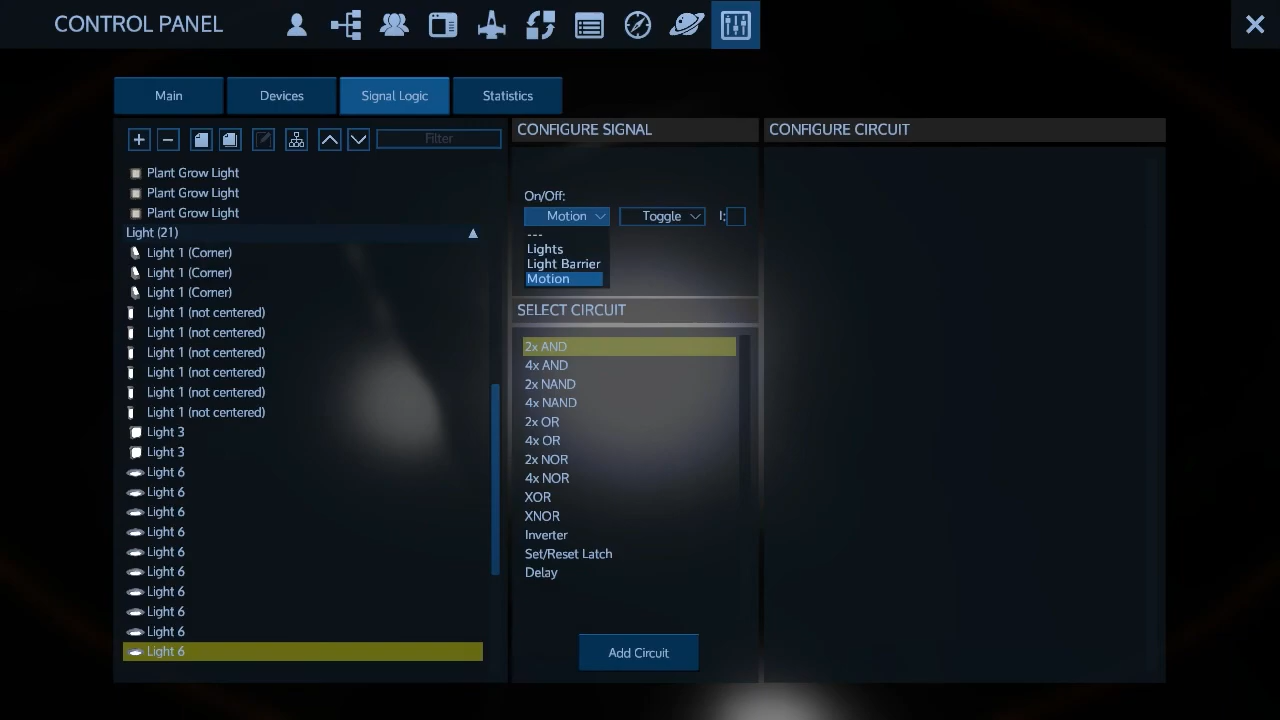 CONTROL PANEL
Main
Devices
Signal Logic
Statistics
Filter
Plant Grow Light
Plant Grow Light
Plant Grow Light
Light (21)
Light 1 (Corner)
Light 1 (Corner)
Light 1 (Corner)
Light 1 (not centered)
Light 1 (not centered)
Light 1 (not centered)
Light 1 (not centered)
Light 1 (not centered)
Light 1 (not centered)
Light 3
Light 3
Light 6
Light 6
Light 6
Light 6
Light 6
Light 6
Light 6
Light 6
Light 6
Light 6
CONFIGURE SIGNAL
On/Off:
Motion
Toggle
I:
---
Lights
Light Barrier
Motion
SELECT CIRCUIT
2x AND
4x AND
2x NAND
4x NAND
2x OR
4x OR
2x NOR
4x NOR
XOR
XNOR
Inverter
Set/Reset Latch
Delay
Add Circuit
CONFIGURE CIRCUIT